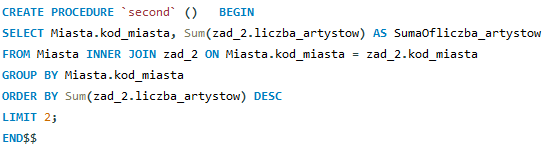 CREATE PROCEDURE `second` ()   BEGIN
SELECT Miasta.kod_miasta, Sum(zad_2.liczba_artystow) AS SumaOfliczba_artystow
FROM Miasta INNER JOIN zad_2 ON Miasta.kod_miasta = zad_2.kod_miasta
GROUP BY Miasta.kod_miasta
ORDER BY Sum(zad_2.liczba_artystow) DESC
LIMIT 2;
END$$